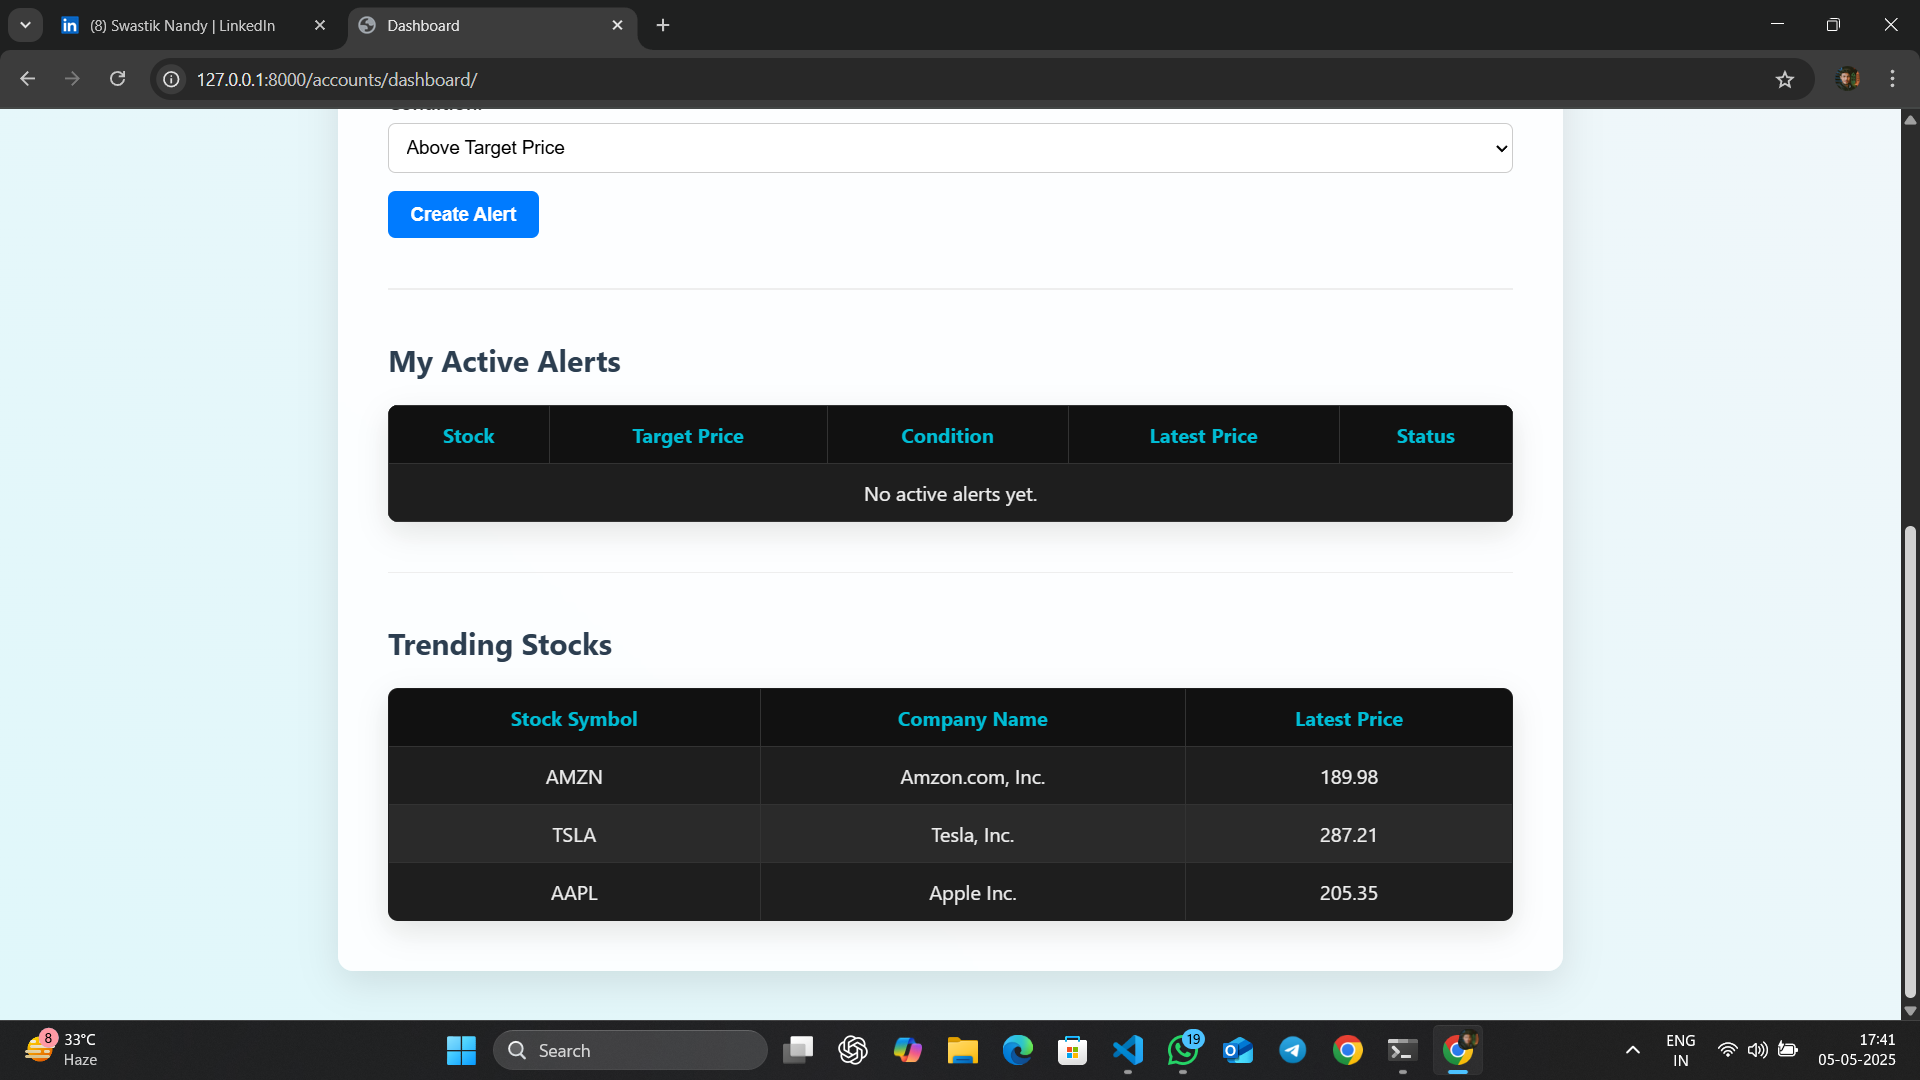 (8) Swastik Nandy | LinkedIn
Dashboard
127.0.0.1:8000/accounts/dashboard/
Above Target Price
Create Alert
My Active Alerts
Stock Target Price Condition Latest Price Status
No active alerts yet.
Trending Stocks
Stock Symbol Company Name Latest Price
AMZN Amzon.com, Inc. 189.98
TSLA Tesla, Inc. 287.21
AAPL Apple Inc. 205.35
8
33°C
Haze
Search
19
ENG
IN
17:41
05-05-2025